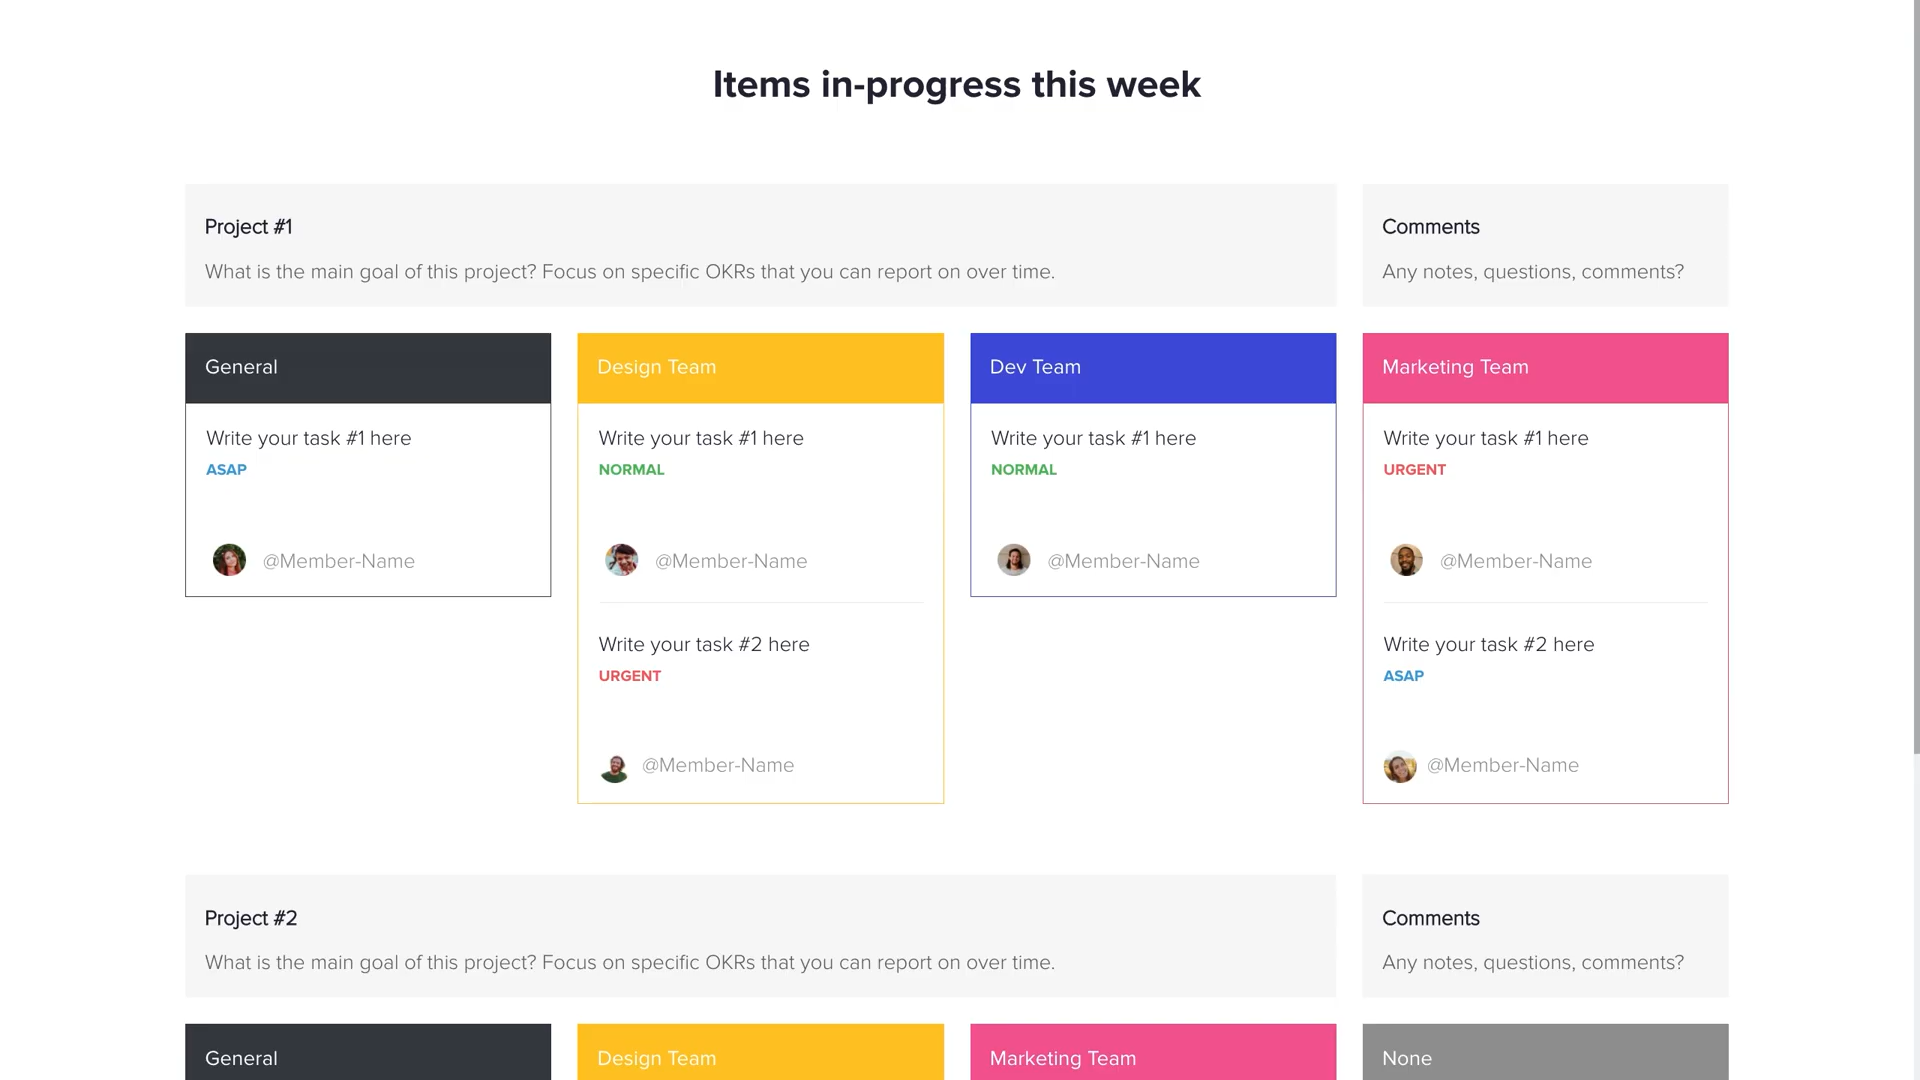 Items in-progress this week
Project #1
What is the main goal of this project? Focus on specific OKRs that you can report on over time.
Comments
Any notes, questions, comments?
General
Write your task #1 here
ASAP
@Member-Name
Design Team
Write your task #1 here
NORMAL
@Member-Name
Write your task #2 here
URGENT
@Member-Name
Dev Team
Write your task #1 here
NORMAL
@Member-Name
Marketing Team
Write your task #1 here
URGENT
@Member-Name
Write your task #2 here
ASAP
@Member-Name
Project #2
What is the main goal of this project? Focus on specific OKRs that you can report on over time.
Comments
Any notes, questions, comments?
General
Design Team
Marketing Team
None